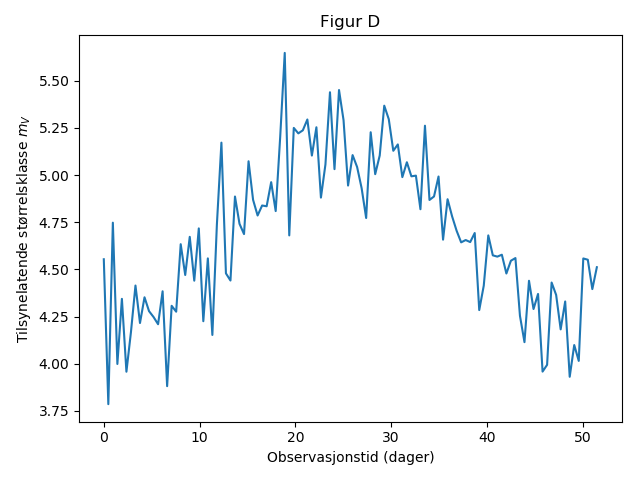 Figur D
Tilsynelatende størrelsklasse m_V
5.50
5.25
5.00
4.75
4.50
4.25
4.00
3.75
0 10 20 30 40 50
Observasjonstid (dager)